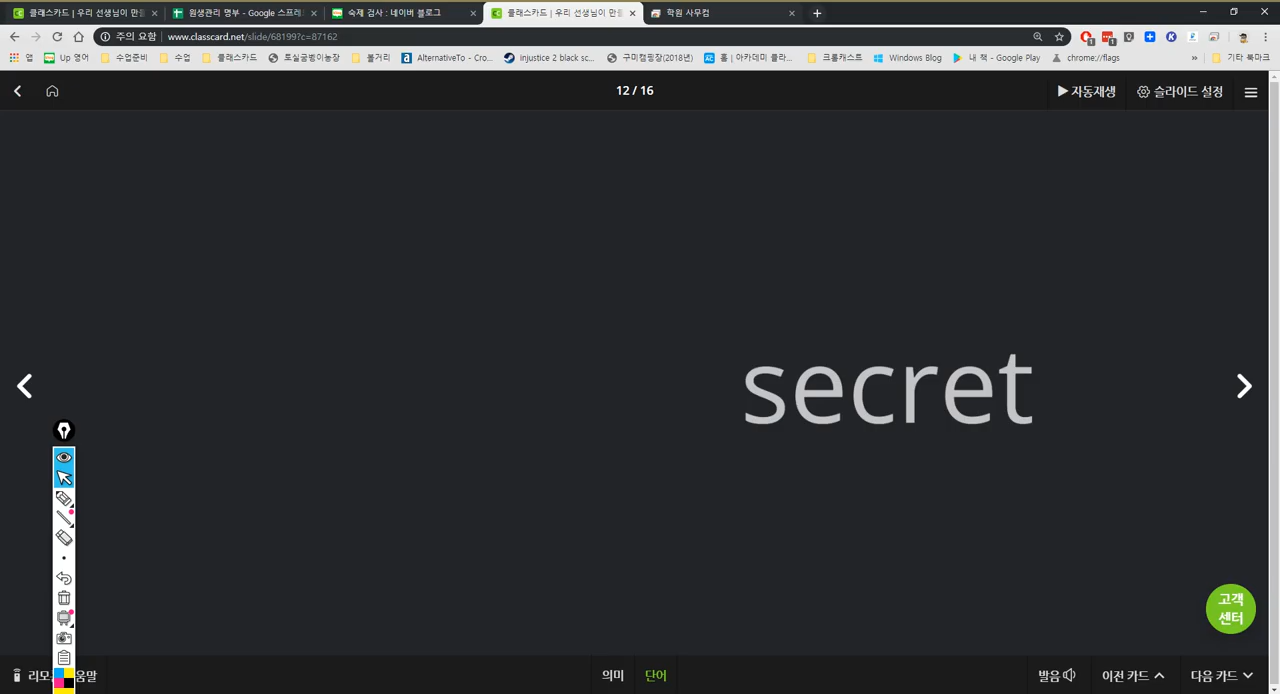 클래스카드 | 우리 선생님이 만들
원생관리 명부 - Google 스프레
숙제 검사 : 네이버 블로그
클래스카드 | 우리 선생님이 만들
학원 사무컴
주의 요함 | www.classcard.net/slide/68199?c=87162
앱
Up 영어
수업준비
수업
클래스카드
토실공병이농장
볼거리
AlternativeTo - Cro...
Injustice 2 black sc...
구미캠핑장(2018년)
홈 | 아카데미 플라...
크롬캐스트
Windows Blog
내 책 - Google Play
chrome://flags
»
기타 북마크
12 / 16
자동재생
슬라이드 설정
secret
고객
센터
의미
단어
발음
이전 카드
다음 카드